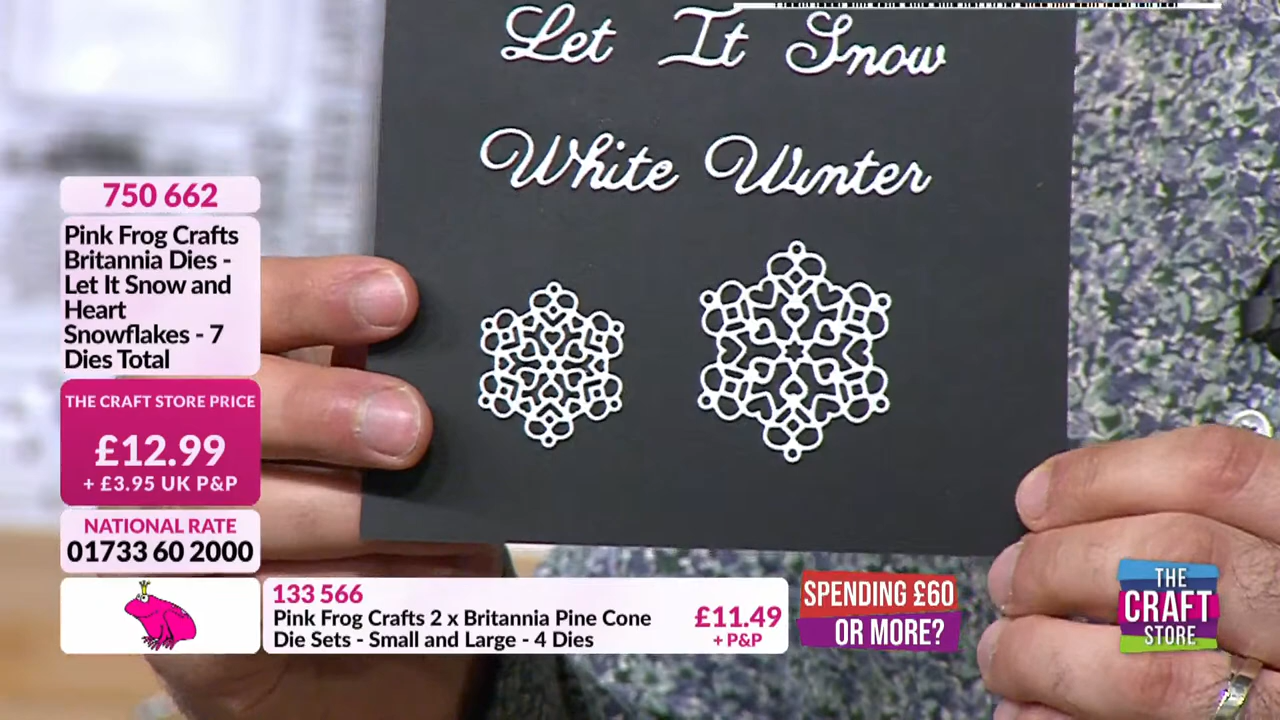 Let It Snow
White Winter
750 662
Pink Frog Crafts
Britannia Dies -
Let It Snow and
Heart
Snowflakes - 7
Dies Total
THE CRAFT STORE PRICE
£12.99
+ £3.95 UK P&P
NATIONAL RATE
01733 60 2000
133 566
Pink Frog Crafts 2 x Britannia Pine Cone
Die Sets - Small and Large - 4 Dies
£11.49
+ P&P
SPENDING £60
OR MORE?
THE
CRAFT
STORE